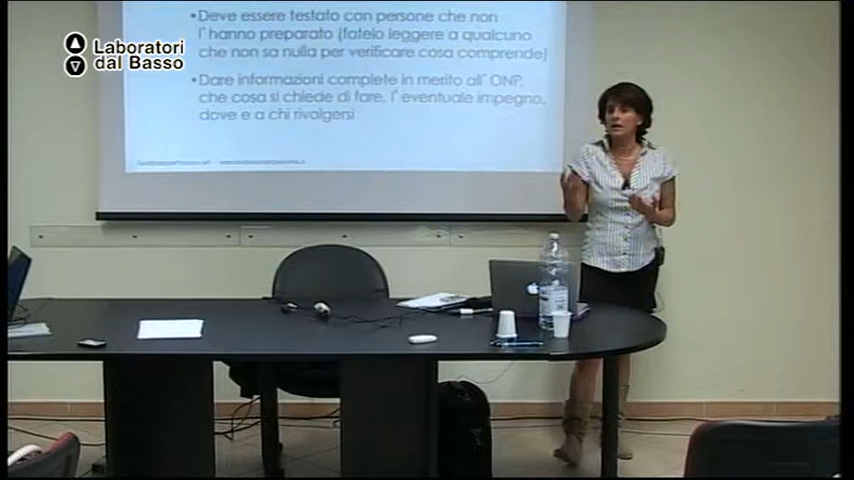 Laboratori
dal Basso
•Deve essere testato con persone che non
l'hanno preparato (fatelo leggere a qualcuno
che non sa nulla per verificare cosa comprende)
•Dare informazioni complete in merito all'ONP,
che cosa si chiede di fare, l'eventuale impegno,
dove e a chi rivolgersi